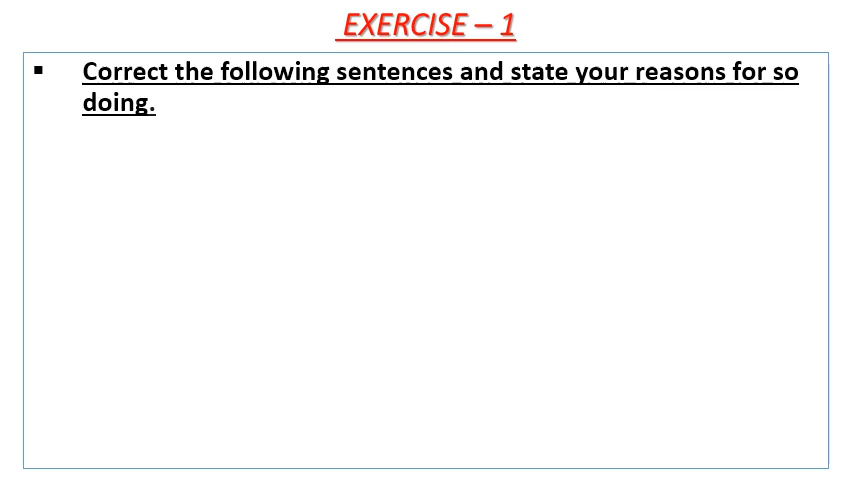 EXERCISE – 1
▪ Correct the following sentences and state your reasons for so
doing.